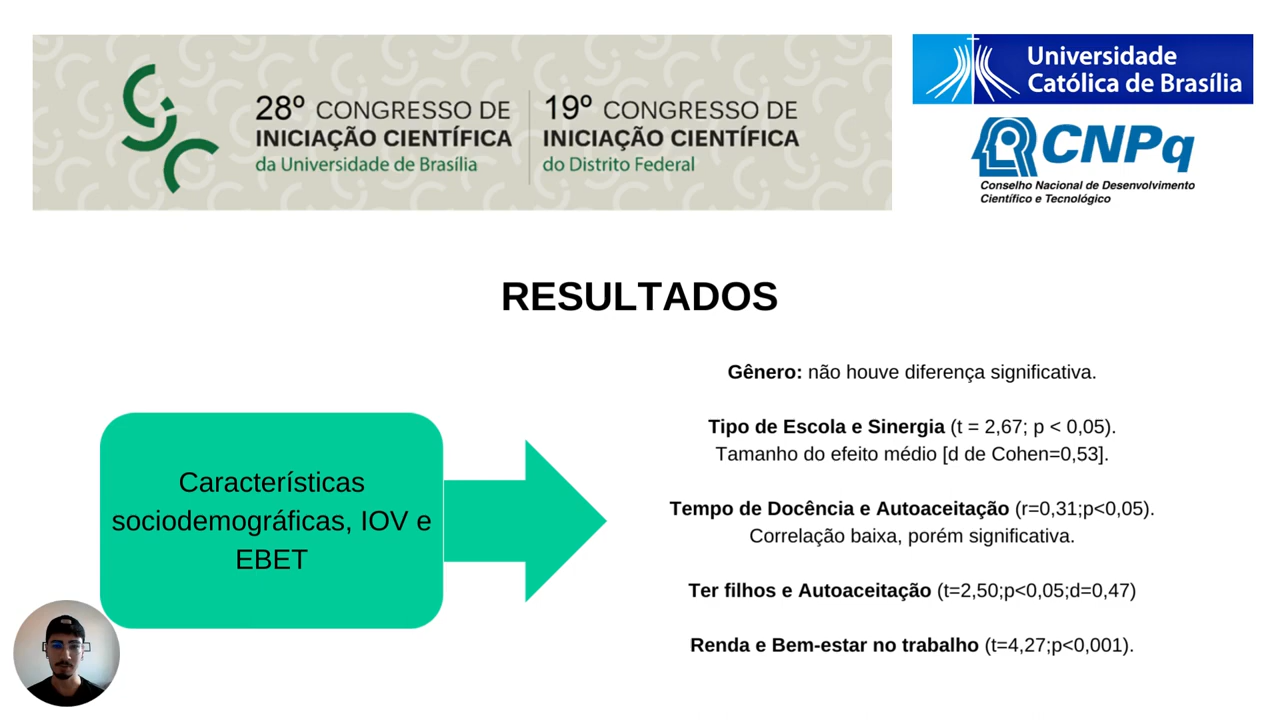 28º CONGRESSO DE
INICIAÇÃO CIENTÍFICA
da Universidade de Brasília
19º CONGRESSO DE
INICIAÇÃO CIENTÍFICA
do Distrito Federal
Universidade
Católica de Brasília
CNPq
Conselho Nacional de Desenvolvimento
Científico e Tecnológico
RESULTADOS
Características
sociodemográficas, IOV e
EBET
Gênero: não houve diferença significativa.
Tipo de Escola e Sinergia (t = 2,67; p < 0,05).
Tamanho do efeito médio [d de Cohen=0,53].
Tempo de Docência e Autoaceitação (r=0,31;p<0,05).
Correlação baixa, porém significativa.
Ter filhos e Autoaceitação (t=2,50;p<0,05;d=0,47)
Renda e Bem-estar no trabalho (t=4,27;p<0,001).